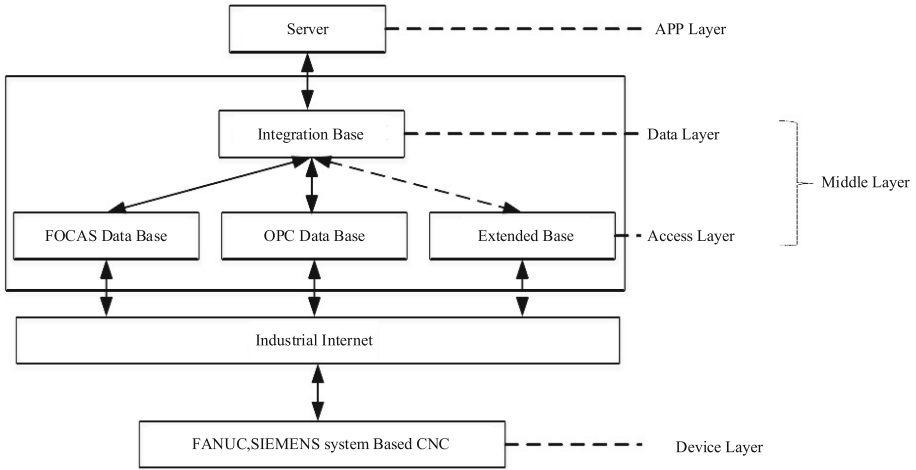 Server
APP Layer
Integration Base
Data Layer
Middle Layer
FOCAS Data Base
OPC Data Base
Extended Base
Access Layer
Industrial Internet
FANUC,SIEMENS system Based CNC
Device Layer